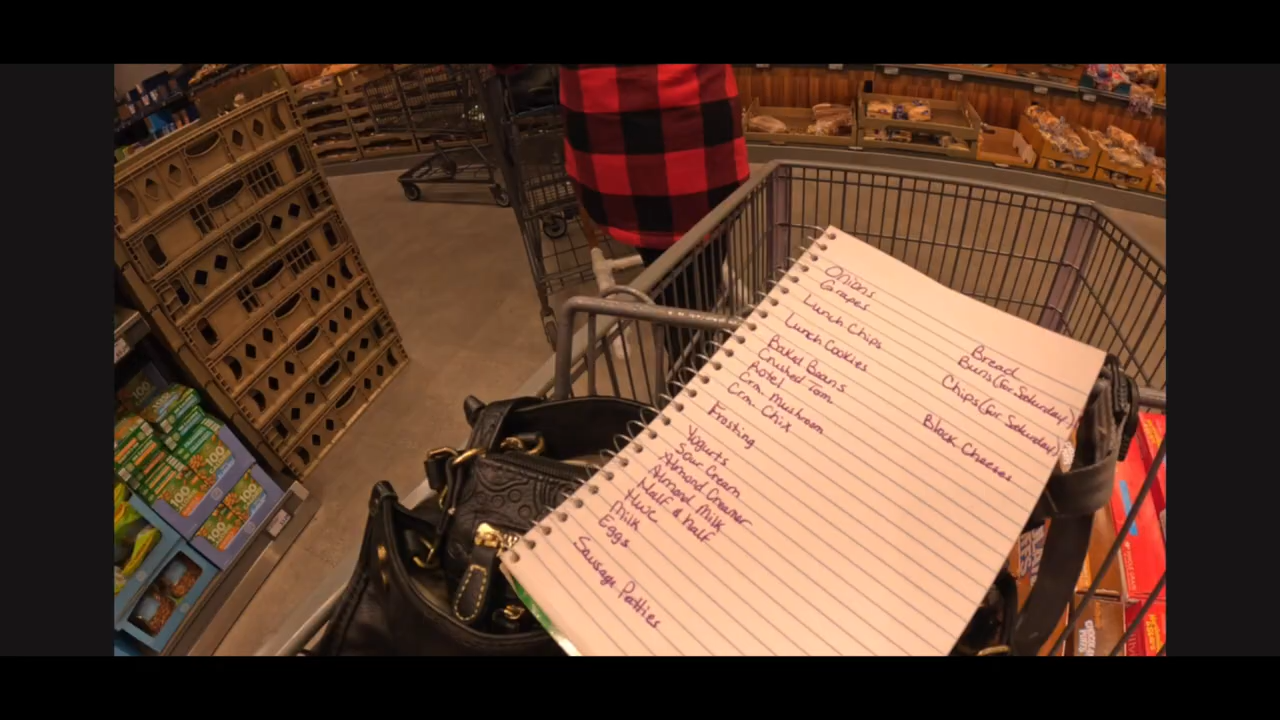 Onions
Grapes
Lunch Chips
Lunch Cookies
Baked Beans
Crushed Tom
Rotel
Crm. Mushroom
Crm. Chix
Frosting
Yogurts
Sour Cream
Almond Creamer
Almond Milk
Half & half
HWC
Milk
Eggs
Sausage Patties
Bread
Buns (for Saturday)
Chips (for Saturday)
Block Cheeses
100
100
100
100